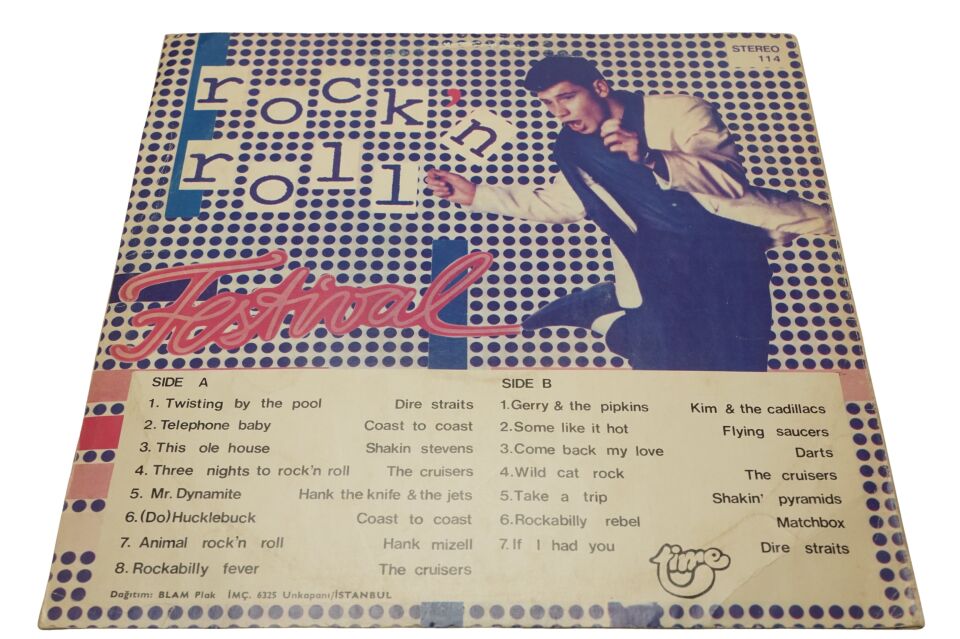 STEREO
114
rock'n
roll
Festival
SIDE A
1. Twisting by the pool Dire straits
2. Telephone baby Coast to coast
3. This ole house Shakin stevens
4. Three nights to rock'n roll The cruisers
5. Mr. Dynamite Hank the knife & the jets
6.(Do)Hucklebuck Coast to coast
7. Animal rock'n roll Hank mizell
8. Rockabilly fever The cruisers
SIDE B
1.Gerry & the pipkins Kim & the cadillacs
2.Some like it hot Flying saucers
3.Come back my love Darts
4.Wild cat rock The cruisers
5.Take a trip Shakin' pyramids
6.Rockabilly rebel Matchbox
7.If I had you Dire straits
time
Dağıtım: BLAM Plak İMÇ. 6325 Unkapanı/İSTANBUL